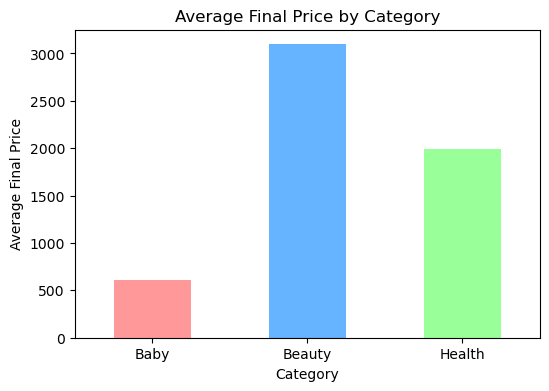 Average Final Price by Category
Average Final Price
3000
2500
2000
1500
1000
500
0
Baby Beauty Health
Category